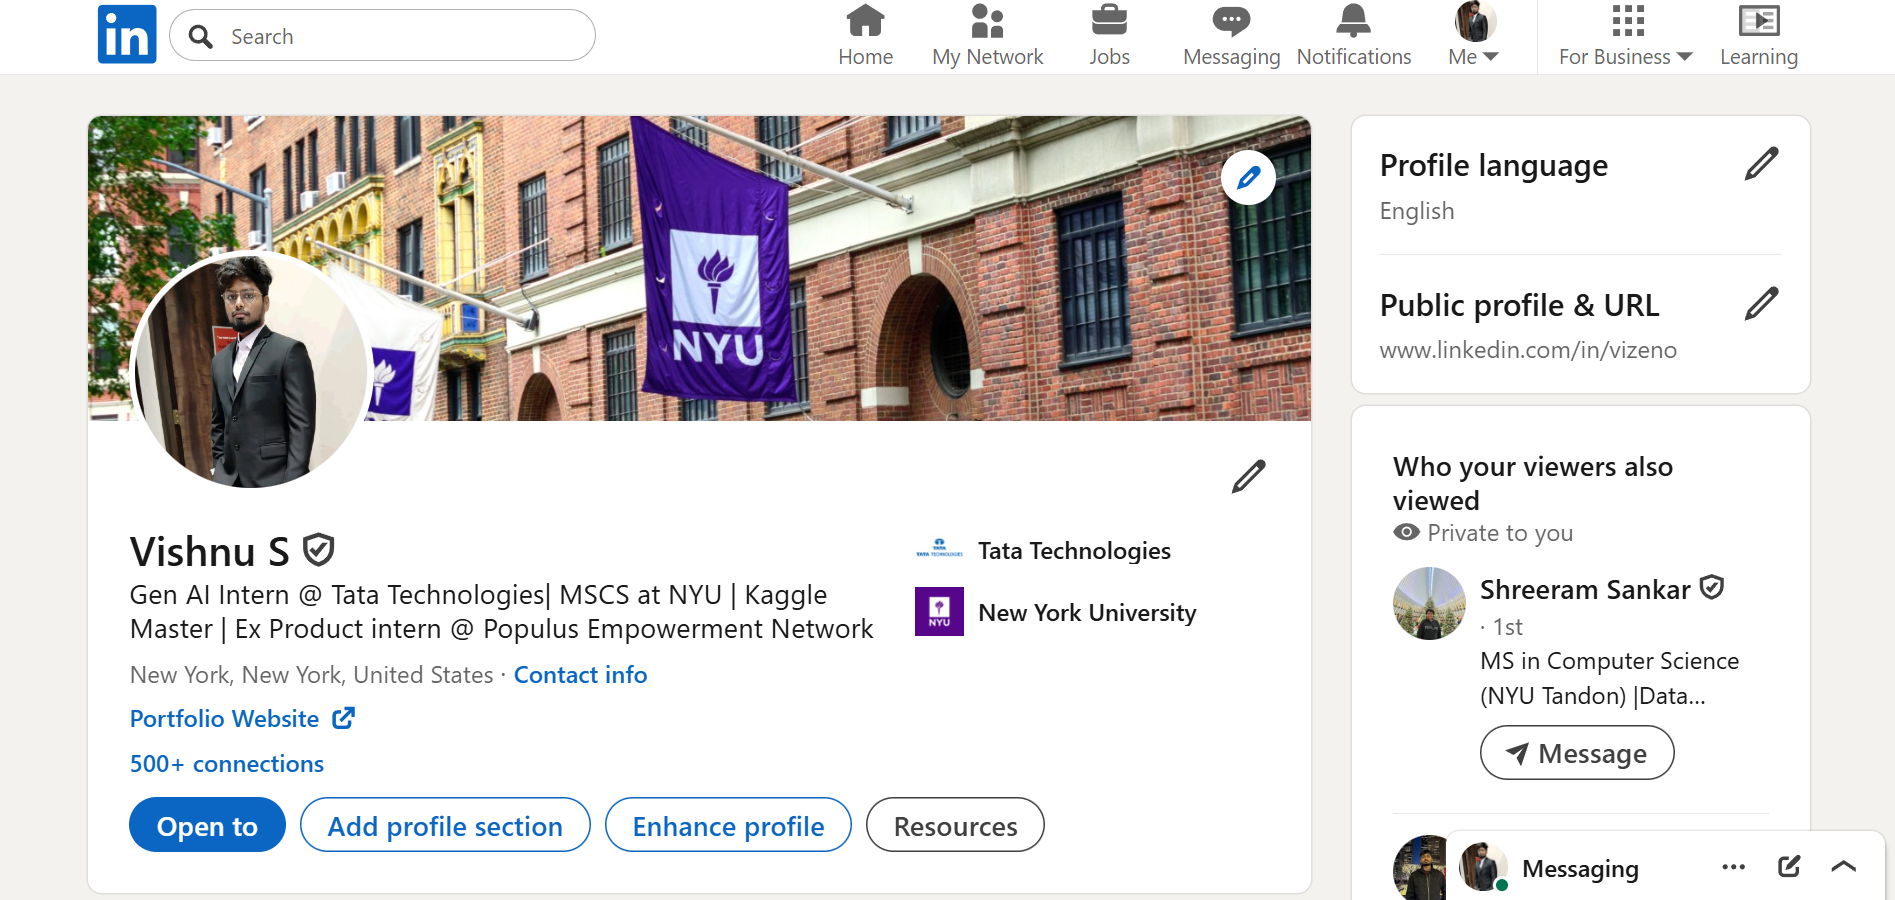 in
Search
Home
My Network
Jobs
Messaging
Notifications
Me
For Business
Learning
NYU
Vishnu S
Gen AI Intern @ Tata Technologies| MSCS at NYU | Kaggle
Master | Ex Product intern @ Populus Empowerment Network
New York, New York, United States · Contact info
Portfolio Website
500+ connections
Open to
Add profile section
Enhance profile
Resources
TATA
TATA TECHNOLOGIES
Tata Technologies
NYU
New York University
Profile language
English
Public profile & URL
www.linkedin.com/in/vizeno
Who your viewers also
viewed
Private to you
Shreeram Sankar
· 1st
MS in Computer Science
(NYU Tandon) |Data...
Message
Messaging